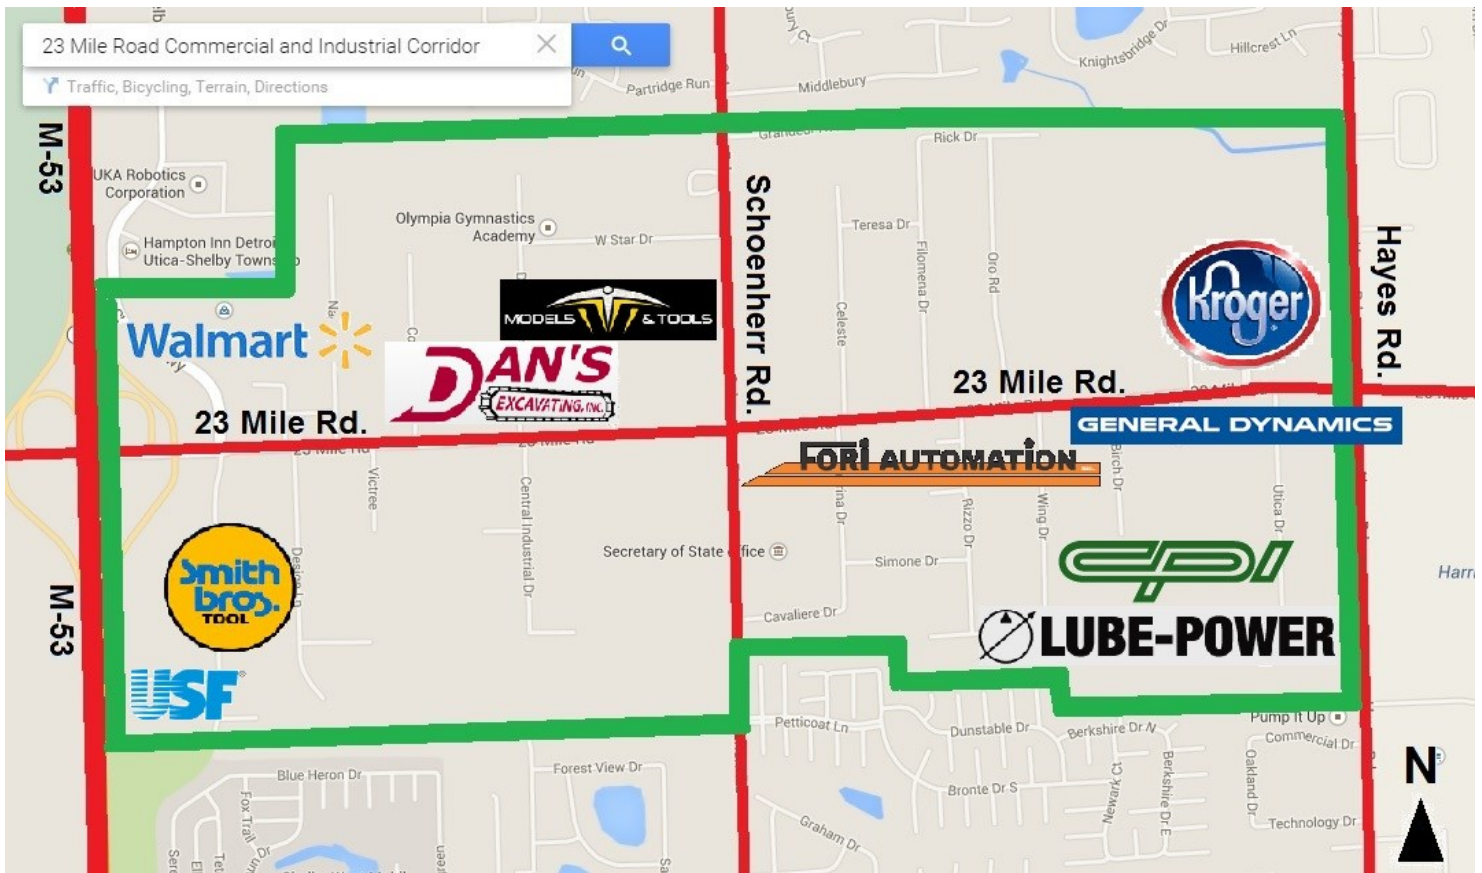 23 Mile Road Commercial and Industrial Corridor
Traffic, Bicycling, Terrain, Directions
Partridge Run
Middlebury
Knightsbridge Dr
Hillcrest Ln
M-53
Rick Dr
UKA Robotics
Corporation
Olympia Gymnastics
Academy
W Star Dr
Schoenherr Rd.
Teresa Dr
Filomena Dr
Oro Rd
Celeste
Hayes Rd.
Hampton Inn Detroi
Utica-Shelby Towns
Walmart
MODELS & TOOLS
DAN'S
EXCAVATING, INC.
Kroger
23 Mile Rd.
23 Mile Rd.
GENERAL DYNAMICS
FORI AUTOMATION
Victree
Central Industrial Dr
Design Ln
Rizzo Dr
Wing Dr
Birch Dr
Utica Dr
Secretary of State
fice
Simone Dr
Cavaliere Dr
Smith
bros.
TOOL
CPI
LUBE-POWER
M-53
USF
Petticoat Ln
Dunstable Dr
Berkshire Dr N
Pump It Up
Commercial Dr
Harri
Blue Heron Dr
Forest View Dr
Fox Trail
Bronte Dr S
Newark Ct
Berkshire Dr E
Oakland Dr
Graham Dr
Technology Dr
N